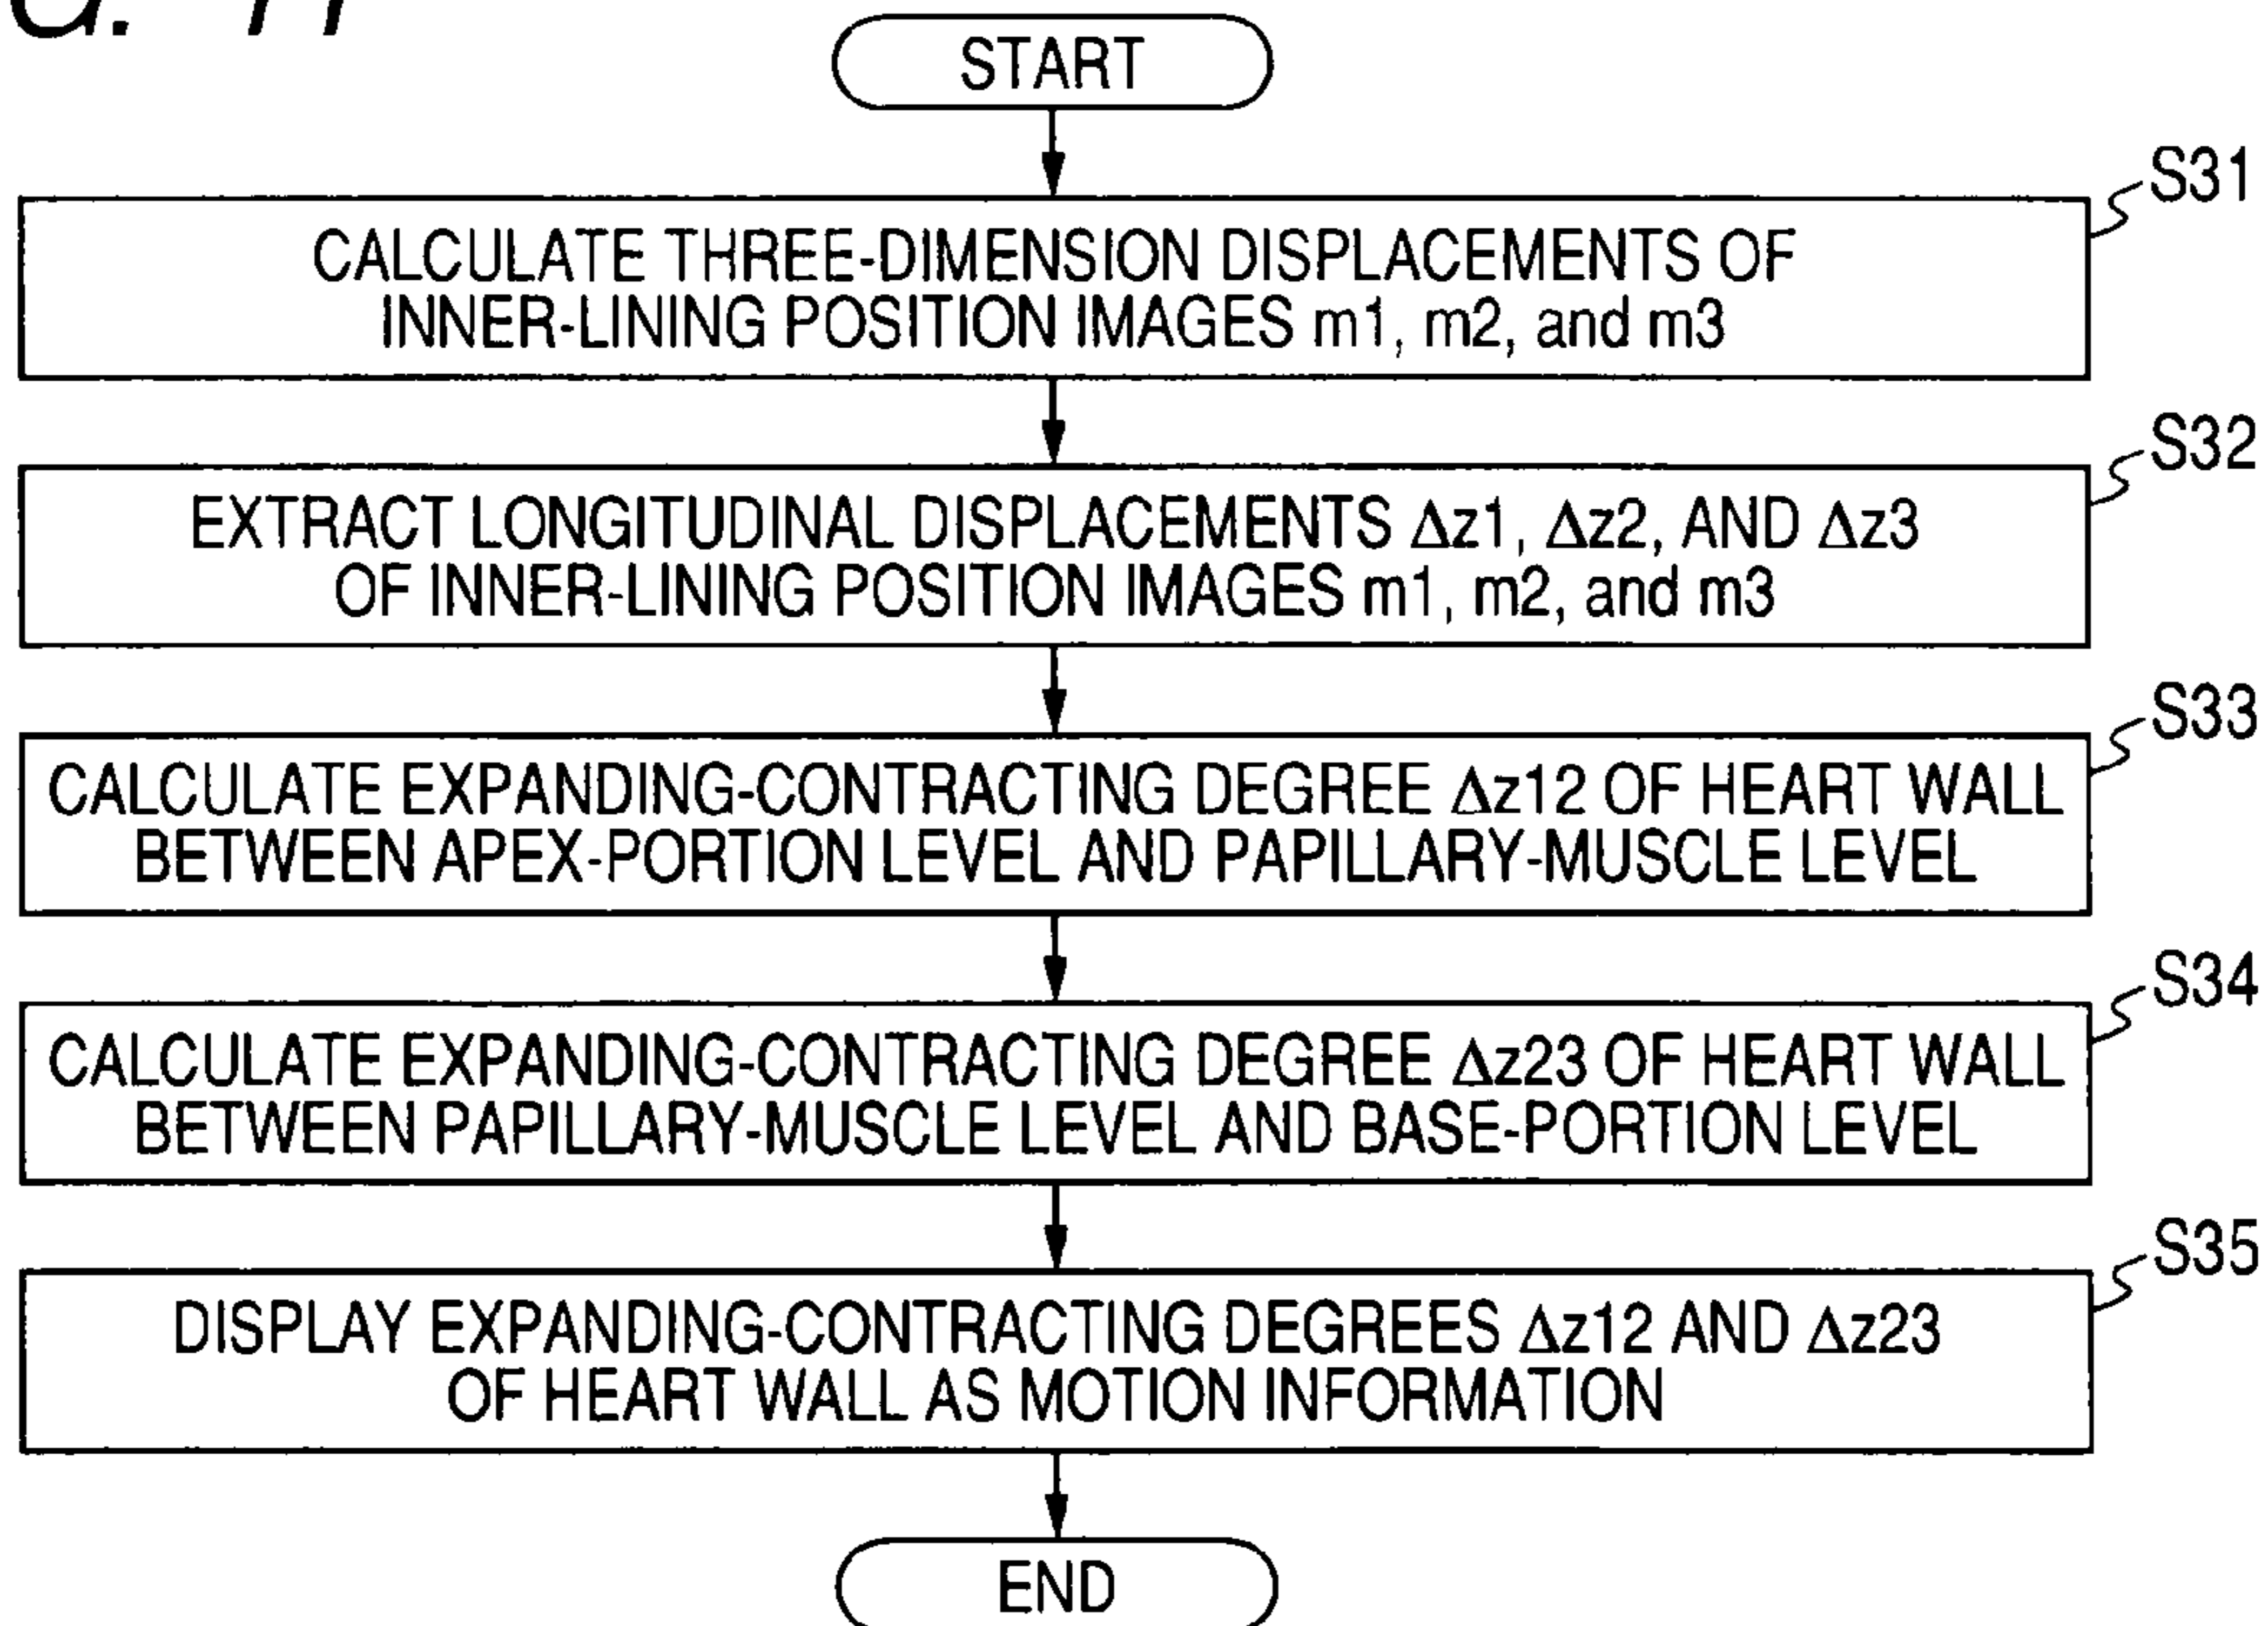 START
S31
CALCULATE THREE-DIMENSION DISPLACEMENTS OF
INNER-LINING POSITION IMAGES m1, m2, and m3
S32
EXTRACT LONGITUDINAL DISPLACEMENTS Δz1, Δz2, AND Δz3
OF INNER-LINING POSITION IMAGES m1, m2, and m3
S33
CALCULATE EXPANDING-CONTRACTING DEGREE Δz12 OF HEART WALL
BETWEEN APEX-PORTION LEVEL AND PAPILLARY-MUSCLE LEVEL
S34
CALCULATE EXPANDING-CONTRACTING DEGREE Δz23 OF HEART WALL
BETWEEN PAPILLARY-MUSCLE LEVEL AND BASE-PORTION LEVEL
S35
DISPLAY EXPANDING-CONTRACTING DEGREES Δz12 AND Δz23
OF HEART WALL AS MOTION INFORMATION
END